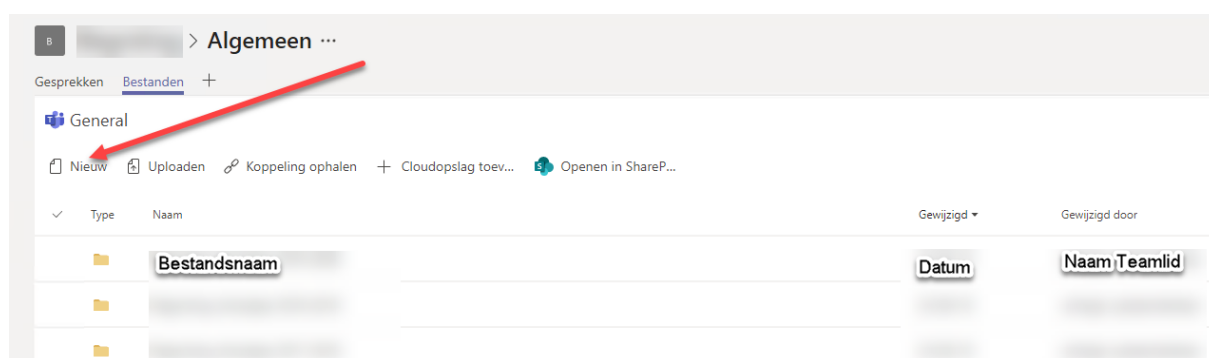 B > Algemeen ...
Gesprekken Bestanden +
General
Nieuw Uploaden Koppeling ophalen + Cloudopslag toev... Openen in ShareP...
Type Naam Gewijzigd Gewijzigd door
Bestandsnaam Datum Naam Teamlid